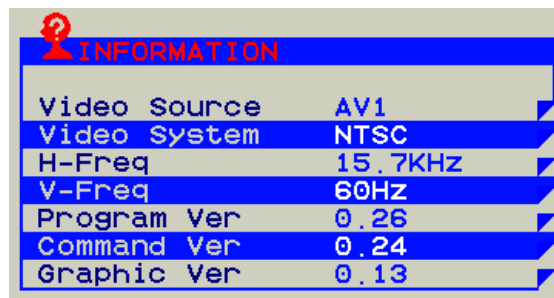 ?
INFORMATION
Video Source AV1
Video System NTSC
H-Freq 15.7KHz
V-Freq 60Hz
Program Ver 0.26
Command Ver 0.24
Graphic Ver 0.13